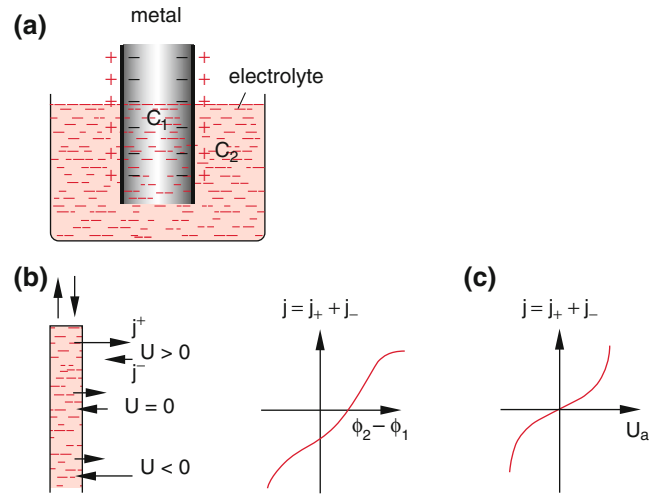 (a)
metal
+ − − +
+ − − +
electrolyte
+ − − +
C₁
+ − − +
C₂
+ − − +
+ − − +
(b)
j⁺
U > 0
j⁻
U = 0
U < 0
j = j₊ + j₋
ϕ₂ − ϕ₁
(c)
j = j₊ + j₋
Uₐ